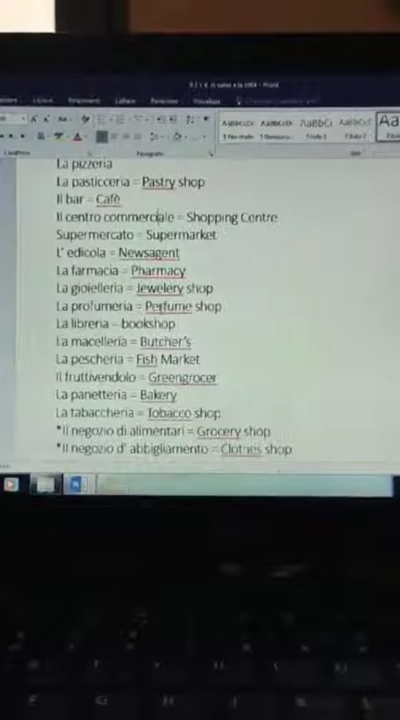 La pizzeria
La pasticceria = Pastry shop
Il bar = Cafè
Il centro commerciale = Shopping Centre
Supermercato = Supermarket
L' edicola = Newsagent
La farmacia = Pharmacy
La gioielleria = Jewelery shop
La profumeria = Perfume shop
La libreria = bookshop
La macelleria = Butcher's
La pescheria = Fish Market
Il fruttivendolo = Greengrocer
La panetteria = Bakery
La tabaccheria = Tobacco shop
*Il negozio di alimentari = Grocery shop
*Il negozio d' abbigliamento = Clothes shop